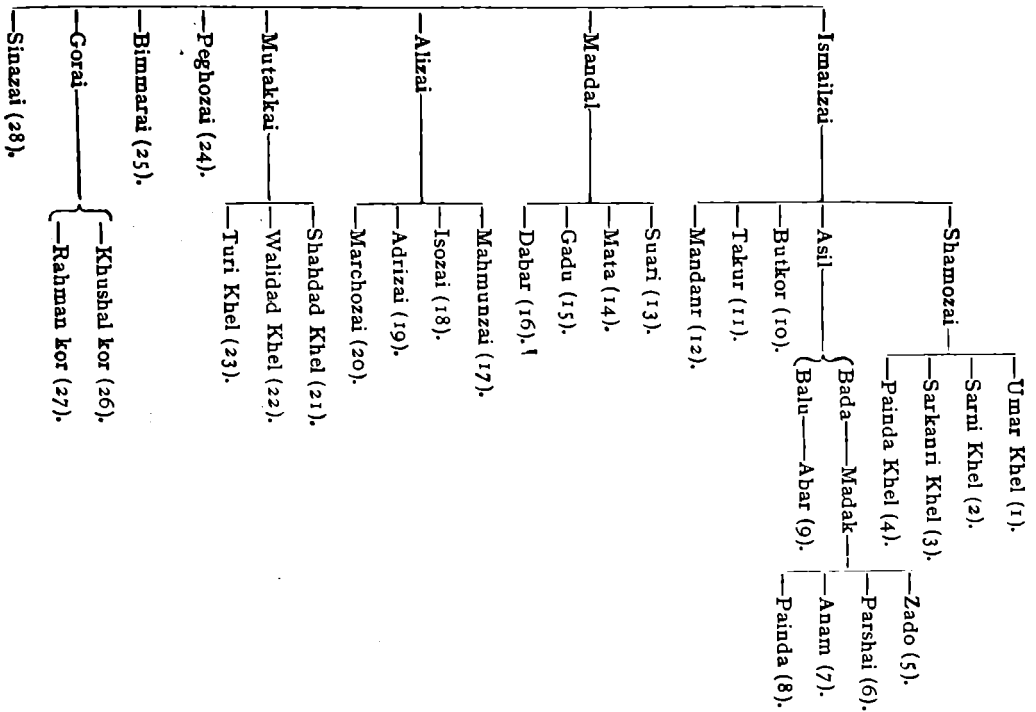 Ismailzai
Shamozai
Umar Khel (1).
Sarni Khel (2).
Sarkanri Khel (3).
Painda Khel (4).
Asil
Bada—Madak
Zado (5).
Parshai (6).
Anam (7).
Painda (8).
Balu—Abar (9).
Butkor (10).
Takur (11).
Mandanr (12).
Mandal
Suari (13).
Mata (14).
Gadu (15).
Dabar (16).¶
Alizai
Mahmunzai (17).
Isozai (18).
Adrizai (19).
Marchozai (20).
Mutakkai
Shahdad Khel (21).
Walidad Khel (22).
Turi Khel (23).
Peghozai (24).
Bimmarai (25).
Gorai
Khushal kor (26).
Rahman kor (27).
Sinazai (28).